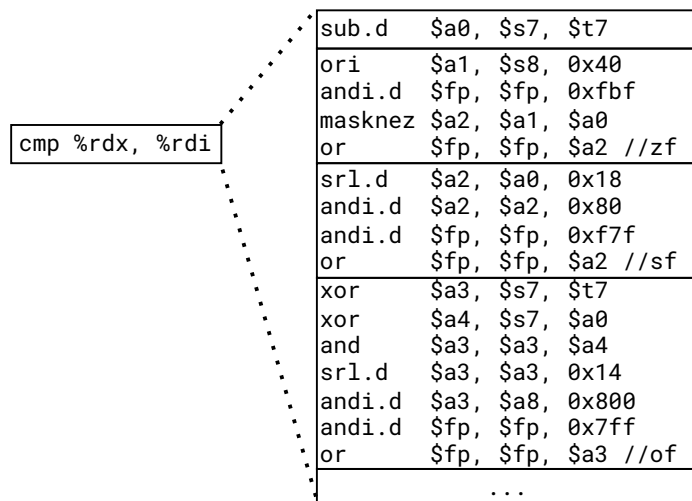 cmp %rdx, %rdi
sub.d $a0, $s7, $t7
ori $a1, $s8, 0x40
andi.d $fp, $fp, 0xfbf
masknez $a2, $a1, $a0
or $fp, $fp, $a2 //zf
srl.d $a2, $a0, 0x18
andi.d $a2, $a2, 0x80
andi.d $fp, $fp, 0xf7f
or $fp, $fp, $a2 //sf
xor $a3, $s7, $t7
xor $a4, $s7, $a0
and $a3, $a3, $a4
srl.d $a3, $a3, 0x14
andi.d $a3, $a8, 0x800
andi.d $fp, $fp, 0x7ff
or $fp, $fp, $a3 //of
...